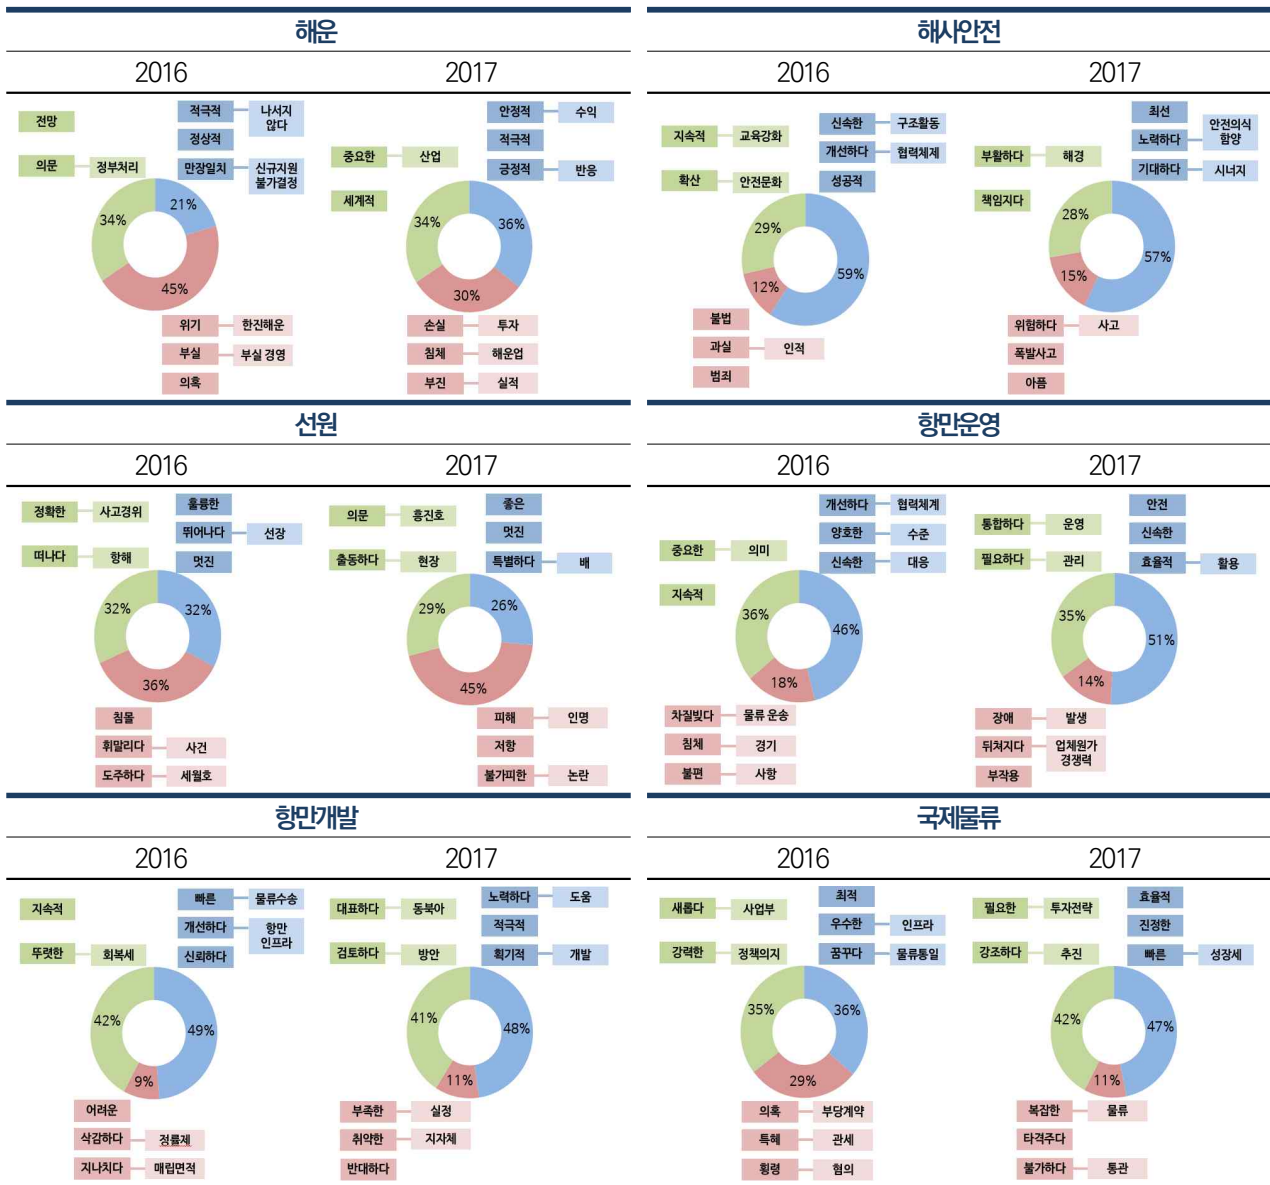 해운
2016
2017
전망
의문
정부처리
적극적
나서지
않다
정상적
만장일치
신규지원
불가결정
34%
21%
45%
위기
한진해운
부실
부실 경영
의혹
중요한
산업
세계적
안정적
수익
적극적
긍정적
반응
34%
36%
30%
손실
투자
침체
해운업
부진
실적
해사안전
2016
2017
지속적
교육강화
확산
안전문화
신속한
구조활동
개선하다
협력체제
성공적
29%
59%
12%
불법
과실
인적
범죄
부활하다
해경
책임지다
최선
노력하다
안전의식
함양
기대하다
시너지
28%
57%
15%
위험하다
사고
폭발사고
아픔
선원
2016
2017
정확한
사고경위
떠나다
항해
훌륭한
뛰어나다
선장
멋진
32%
32%
36%
침몰
휘말리다
사건
도주하다
세월호
의문
흥진호
출동하다
현장
좋은
멋진
특별하다
배
29%
26%
45%
피해
인명
저항
불가피한
논란
항만운영
2016
2017
중요한
의미
지속적
개선하다
협력체계
양호한
수준
신속한
대응
36%
46%
18%
차질빚다
물류 운송
침체
경기
불편
사항
통합하다
운영
필요하다
관리
안전
신속한
효율적
활용
35%
51%
14%
장애
발생
뒤쳐지다
업체원가
경쟁력
부작용
항만개발
2016
2017
지속적
뚜렷한
회복세
빠른
물류수송
개선하다
항만
인프라
신뢰하다
42%
49%
9%
어려운
삭감하다
정률제
지나치다
매립면적
대표하다
동북아
검토하다
방안
노력하다
도움
적극적
획기적
개발
41%
48%
11%
부족한
실정
취약한
지자체
반대하다
국제물류
2016
2017
새롭다
사업부
강력한
정책의지
최적
우수한
인프라
꿈꾸다
물류통일
35%
36%
29%
의혹
부당계약
특혜
관세
횡령
혐의
필요한
투자전략
강조하다
추진
효율적
진정한
빠른
성장세
42%
47%
11%
복잡한
물류
타격주다
불가하다
통관